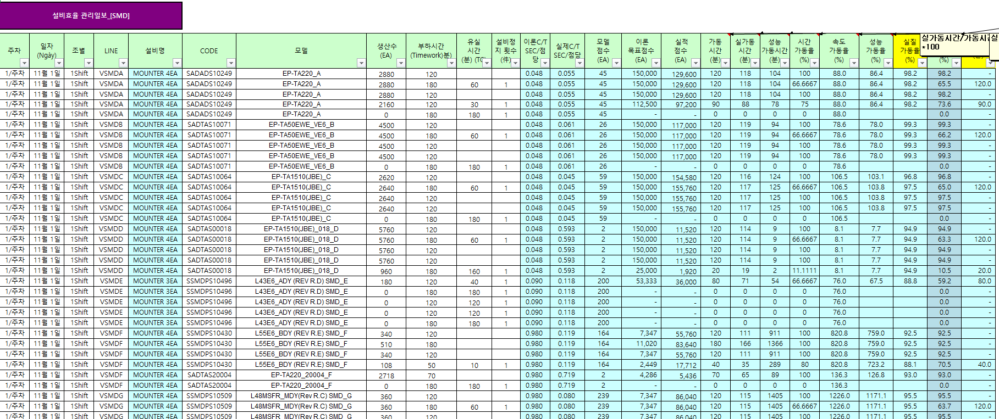 설비효율 관리일보_[SMD]
주차 일자 (Ngày) 조별 LINE 설비명 CODE 모델 생산수 (EA) 부하시간 (Timework)분) 유실 시간 (분) (TG 설비정 지 횟수 (件) 이론C/T SEC/점 당 실제C/T SEC/점당 모델 점수 (EA) 이론 목표점수 (EA) 실적 점수 (EA) 가동 시간 (분) 실가동 시간 (분) 성능 가동시간 (분) 시간 가동율 (%) 속도 가동율 (%) 성능 가동율 (%) 실질 가동율 (%) 실가동시간/가동시간 *100 (%) 실
1/주차 11월 1일 1Shift VSMDA MOUNTER 4EA SADADS10249 EP-TA220_A 2880 120 0.048 0.055 45 150,000 129,600 120 118 104 100 88.0 86.4 98.2 98.2 -
1/주차 11월 1일 1Shift VSMDA MOUNTER 4EA SADADS10249 EP-TA220_A 2880 180 60 1 0.048 0.055 45 150,000 129,600 120 118 104 66.6667 88.0 86.4 98.2 65.5 120.0
1/주차 11월 1일 1Shift VSMDA MOUNTER 4EA SADADS10249 EP-TA220_A 2880 120 0.048 0.055 45 150,000 129,600 120 118 104 100 88.0 86.4 98.2 98.2 -
1/주차 11월 1일 1Shift VSMDA MOUNTER 4EA SADADS10249 EP-TA220_A 2160 120 30 1 0.048 0.055 45 112,500 97,200 90 88 78 75 88.0 86.4 98.2 73.6 90.0
1/주차 11월 1일 1Shift VSMDA MOUNTER 4EA SADADS10249 EP-TA220_A 0 180 180 1 0.048 0.055 45 - - 0 0 0 0 88.0 0.0 -
1/주차 11월 1일 1Shift VSMDB MOUNTER 4EA SADTAS10071 EP-TA50EWE_VE6_B 4500 120 0.048 0.061 26 150,000 117,000 120 119 94 100 78.6 78.0 99.3 99.3 -
1/주차 11월 1일 1Shift VSMDB MOUNTER 4EA SADTAS10071 EP-TA50EWE_VE6_B 4500 180 60 1 0.048 0.061 26 150,000 117,000 120 119 94 66.6667 78.6 78.0 99.3 66.2 120.0
1/주차 11월 1일 1Shift VSMDB MOUNTER 4EA SADTAS10071 EP-TA50EWE_VE6_B 4500 120 0.048 0.061 26 150,000 117,000 120 119 94 100 78.6 78.0 99.3 99.3 -
1/주차 11월 1일 1Shift VSMDB MOUNTER 4EA SADTAS10071 EP-TA50EWE_VE6_B 4500 120 0.048 0.061 26 150,000 117,000 120 119 94 100 78.6 78.0 99.3 99.3 -
1/주차 11월 1일 1Shift VSMDB MOUNTER 4EA SADTAS10071 EP-TA50EWE_VE6_B 0 180 180 1 0.048 0.061 26 - - 0 0 0 0 78.6 0.0 -
1/주차 11월 1일 1Shift VSMDC MOUNTER 4EA SADTAS10064 EP-TA1510(JBE)_C 2620 120 0.048 0.045 59 150,000 154,580 120 116 124 100 106.5 103.1 96.8 96.8 -
1/주차 11월 1일 1Shift VSMDC MOUNTER 4EA SADTAS10064 EP-TA1510(JBE)_C 2640 180 60 1 0.048 0.045 59 150,000 155,760 120 117 125 66.6667 106.5 103.8 97.5 65.0 120.0
1/주차 11월 1일 1Shift VSMDC MOUNTER 4EA SADTAS10064 EP-TA1510(JBE)_C 2640 120 0.048 0.045 59 150,000 155,760 120 117 125 100 106.5 103.8 97.5 97.5 -
1/주차 11월 1일 1Shift VSMDC MOUNTER 4EA SADTAS10064 EP-TA1510(JBE)_C 2640 120 0.048 0.045 59 150,000 155,760 120 117 125 100 106.5 103.8 97.5 97.5 -
1/주차 11월 1일 1Shift VSMDC MOUNTER 4EA SADTAS10064 EP-TA1510(JBE)_C 0 180 180 1 0.048 0.045 59 - - 0 0 0 0 106.5 0.0 -
1/주차 11월 1일 1Shift VSMDD MOUNTER 4EA SADTAS00018 EP-TA1510(JBE)_018_D 5760 120 0.048 0.593 2 150,000 11,520 120 114 9 100 8.1 7.7 94.9 94.9 -
1/주차 11월 1일 1Shift VSMDD MOUNTER 4EA SADTAS00018 EP-TA1510(JBE)_018_D 5760 180 60 1 0.048 0.593 2 150,000 11,520 120 114 9 66.6667 8.1 7.7 94.9 63.3 120.0
1/주차 11월 1일 1Shift VSMDD MOUNTER 4EA SADTAS00018 EP-TA1510(JBE)_018_D 5760 120 0.048 0.593 2 150,000 11,520 120 114 9 100 8.1 7.7 94.9 94.9 -
1/주차 11월 1일 1Shift VSMDD MOUNTER 4EA SADTAS00018 EP-TA1510(JBE)_018_D 5760 120 0.048 0.593 2 150,000 11,520 120 114 9 100 8.1 7.7 94.9 94.9 -
1/주차 11월 1일 1Shift VSMDD MOUNTER 4EA SADTAS00018 EP-TA1510(JBE)_018_D 960 180 160 1 0.048 0.593 2 25,000 1,920 20 19 2 11.1111 8.1 7.7 94.9 10.5 20.0
1/주차 11월 1일 1Shift VSMDE MOUNTER 3EA SSMDPS10496 L43E6_ADY (REV R.D) SMD_E 180 120 40 1 0.090 0.118 200 53,333 36,000 80 71 54 66.6667 76.0 67.5 88.8 59.2 80.0
1/주차 11월 1일 1Shift VSMDE MOUNTER 3EA SSMDPS10496 L43E6_ADY (REV R.D) SMD_E 0 180 180 1 0.090 0.118 200 - - 0 0 0 0 76.0 0.0 -
1/주차 11월 1일 1Shift VSMDE MOUNTER 3EA SSMDPS10496 L43E6_ADY (REV R.D) SMD_E 0 120 120 1 0.090 0.118 200 - - 0 0 0 0 76.0 0.0 -
1/주차 11월 1일 1Shift VSMDE MOUNTER 3EA SSMDPS10496 L43E6_ADY (REV R.D) SMD_E 0 120 120 1 0.090 0.118 200 - - 0 0 0 0 76.0 0.0 -
1/주차 11월 1일 1Shift VSMDE MOUNTER 3EA SSMDPS10496 L43E6_ADY (REV R.D) SMD_E 0 180 180 1 0.090 0.118 200 - - 0 0 0 0 76.0 0.0 -
1/주차 11월 1일 1Shift VSMDF MOUNTER 4EA SSMDPS10430 L55E6_BDY (REV R.E) SMD_F 340 120 0.980 0.119 164 7,347 55,760 120 111 911 100 820.8 759.0 92.5 92.5 -
1/주차 11월 1일 1Shift VSMDF MOUNTER 4EA SSMDPS10430 L55E6_BDY (REV R.E) SMD_F 510 180 0.980 0.119 164 11,020 83,640 180 166 1366 100 820.8 759.0 92.5 92.5 -
1/주차 11월 1일 1Shift VSMDF MOUNTER 4EA SSMDPS10430 L55E6_BDY (REV R.E) SMD_F 340 120 0.980 0.119 164 7,347 55,760 120 111 911 100 820.8 759.0 92.5 92.5 -
1/주차 11월 1일 1Shift VSMDF MOUNTER 4EA SSMDPS10430 L55E6_BDY (REV R.E) SMD_F 108 50 10 1 0.980 0.119 164 2,449 17,712 40 35 289 80 820.8 723.2 88.1 70.5 40.0
1/주차 11월 1일 1Shift VSMDF MOUNTER 4EA SADTAS20004 EP-TA220_20004_F 2718 70 0.980 0.719 2 4,286 5,436 70 65 89 100 136.3 126.8 93.0 93.0 -
1/주차 11월 1일 1Shift VSMDF MOUNTER 4EA SADTAS20004 EP-TA220_20004_F 0 180 180 1 0.980 0.719 2 - - 0 0 0 0 136.3 0.0 -
1/주차 11월 1일 1Shift VSMDG MOUNTER 4EA SSMDPS10509 L48MSFR_MDY(Rev R.C) SMD_G 360 120 0.980 0.080 239 7,347 86,040 120 115 1405 100 1226.0 1171.1 95.5 95.5 -
1/주차 11월 1일 1Shift VSMDG MOUNTER 4EA SSMDPS10509 L48MSFR_MDY(Rev R.C) SMD_G 360 180 60 1 0.980 0.080 239 7,347 86,040 120 115 1405 66.6667 1226.0 1171.1 95.5 63.7 120.0
1/주차 11월 1일 1Shift VSMDG MOUNTER 4EA SSMDPS10509 L48MSFR_MDY(Rev R.C) SMD_G 360 120 0.980 0.080 239 7,347 86,040 120 115 1405 100 1226.0 1171.1 95.5 95.5 -